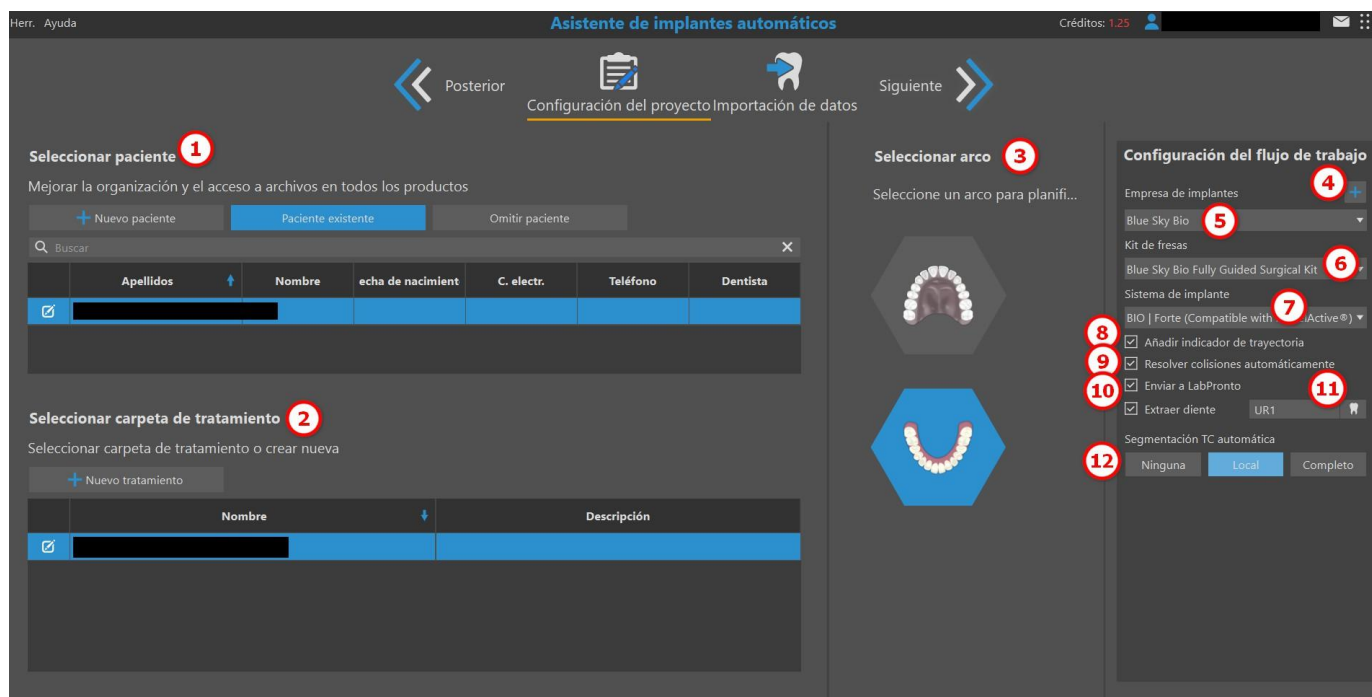 Herr. Ayuda
Asistente de implantes automáticos
Créditos: 1.25
Posterior
Configuración del proyecto
Importación de datos
Siguiente
Seleccionar paciente 1
Mejorar la organización y el acceso a archivos en todos los productos
Nuevo paciente
Paciente existente
Omitir paciente
Buscar
Apellidos
Nombre
echa de nacimient
C. electr.
Teléfono
Dentista
Seleccionar carpeta de tratamiento 2
Seleccionar carpeta de tratamiento o crear nueva
Nuevo tratamiento
Nombre
Descripción
Seleccionar arco 3
Seleccione un arco para planifi...
Configuración del flujo de trabajo
4
Empresa de implantes
Blue Sky Bio 5
Kit de fresas
Blue Sky Bio Fully Guided Surgical Kit 6
Sistema de implante
7
BIO | Forte (Compatible with Active®)
8 Añadir indicador de trayectoria
9 Resolver colisiones automáticamente
10 Enviar a LabPronto
11
Extraer diente UR1
Segmentación TC automática
12 Ninguna Local Completo